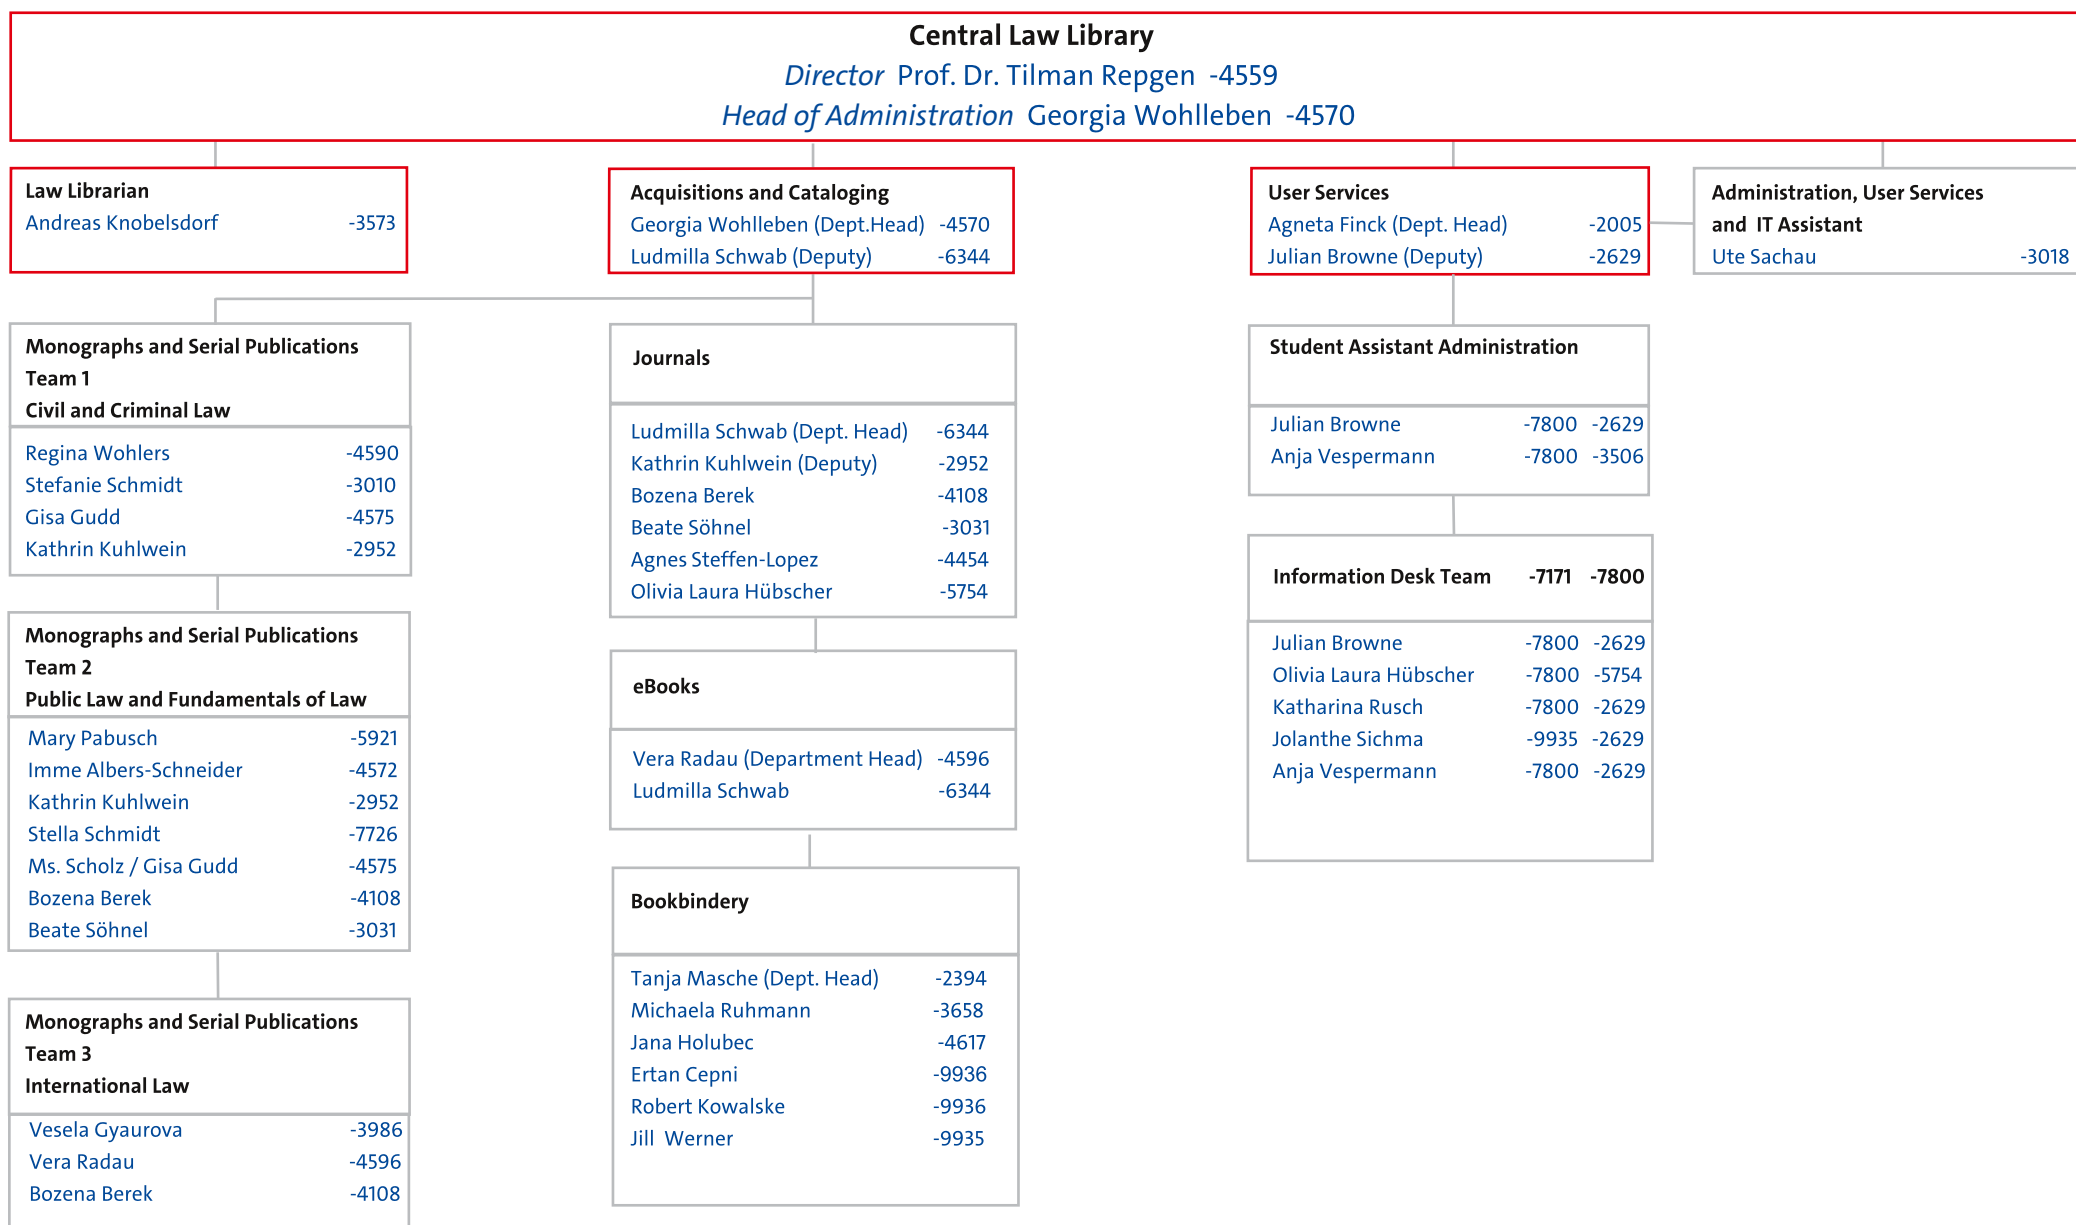 Central Law Library
Director Prof. Dr. Tilman Repgen -4559
Head of Administration Georgia Wohlleben -4570
Law Librarian
Andreas Knobelsdorf -3573
Acquisitions and Cataloging
Georgia Wohlleben (Dept.Head) -4570
Ludmilla Schwab (Deputy) -6344
User Services
Agneta Finck (Dept. Head) -2005
Julian Browne (Deputy) -2629
Administration, User Services
and IT Assistant
Ute Sachau -3018
Monographs and Serial Publications
Team 1
Civil and Criminal Law
Regina Wohlers -4590
Stefanie Schmidt -3010
Gisa Gudd -4575
Kathrin Kuhlwein -2952
Monographs and Serial Publications
Team 2
Public Law and Fundamentals of Law
Mary Pabusch -5921
Imme Albers-Schneider -4572
Kathrin Kuhlwein -2952
Stella Schmidt -7726
Ms. Scholz / Gisa Gudd -4575
Bozena Berek -4108
Beate Söhnel -3031
Monographs and Serial Publications
Team 3
International Law
Vesela Gyaurova -3986
Vera Radau -4596
Bozena Berek -4108
Journals
Ludmilla Schwab (Dept. Head) -6344
Kathrin Kuhlwein (Deputy) -2952
Bozena Berek -4108
Beate Söhnel -3031
Agnes Steffen-Lopez -4454
Olivia Laura Hübscher -5754
eBooks
Vera Radau (Department Head) -4596
Ludmilla Schwab -6344
Bookbindery
Tanja Masche (Dept. Head) -2394
Michaela Ruhmann -3658
Jana Holubec -4617
Ertan Cepni -9936
Robert Kowalske -9936
Jill Werner -9935
Student Assistant Administration
Julian Browne -7800 -2629
Anja Vespermann -7800 -3506
Information Desk Team -7171 -7800
Julian Browne -7800 -2629
Olivia Laura Hübscher -7800 -5754
Katharina Rusch -7800 -2629
Jolanthe Sichma -9935 -2629
Anja Vespermann -7800 -2629